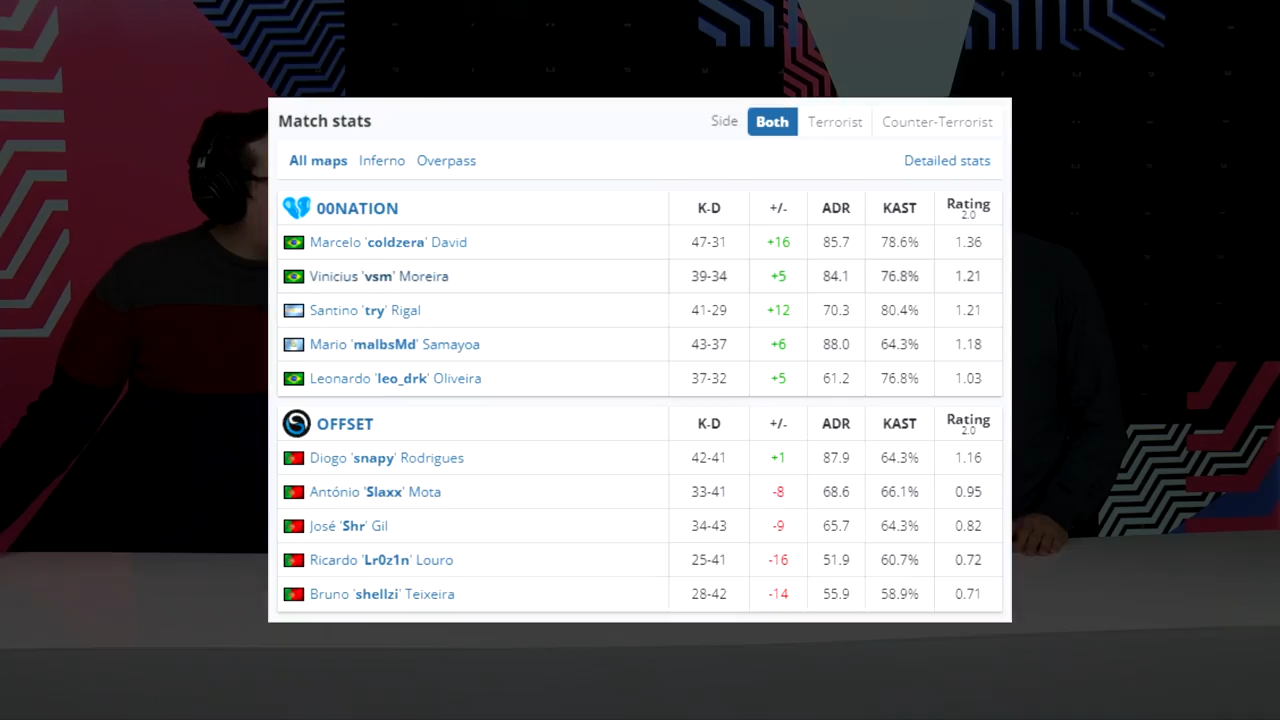 Match stats Side Both Terrorist Counter-Terrorist
All maps Inferno Overpass Detailed stats
00NATION K-D +/- ADR KAST Rating 2.0
Marcelo 'coldzera' David 47-31 +16 85.7 78.6% 1.36
Vinicius 'vsm' Moreira 39-34 +5 84.1 76.8% 1.21
Santino 'try' Rigal 41-29 +12 70.3 80.4% 1.21
Mario 'malbsMd' Samayoa 43-37 +6 88.0 64.3% 1.18
Leonardo 'leo_drk' Oliveira 37-32 +5 61.2 76.8% 1.03
OFFSET K-D +/- ADR KAST Rating 2.0
Diogo 'snapy' Rodrigues 42-41 +1 87.9 64.3% 1.16
António 'Slaxx' Mota 33-41 -8 68.6 66.1% 0.95
José 'Shr' Gil 34-43 -9 65.7 64.3% 0.82
Ricardo 'Lr0z1n' Louro 25-41 -16 51.9 60.7% 0.72
Bruno 'shellzi' Teixeira 28-42 -14 55.9 58.9% 0.71